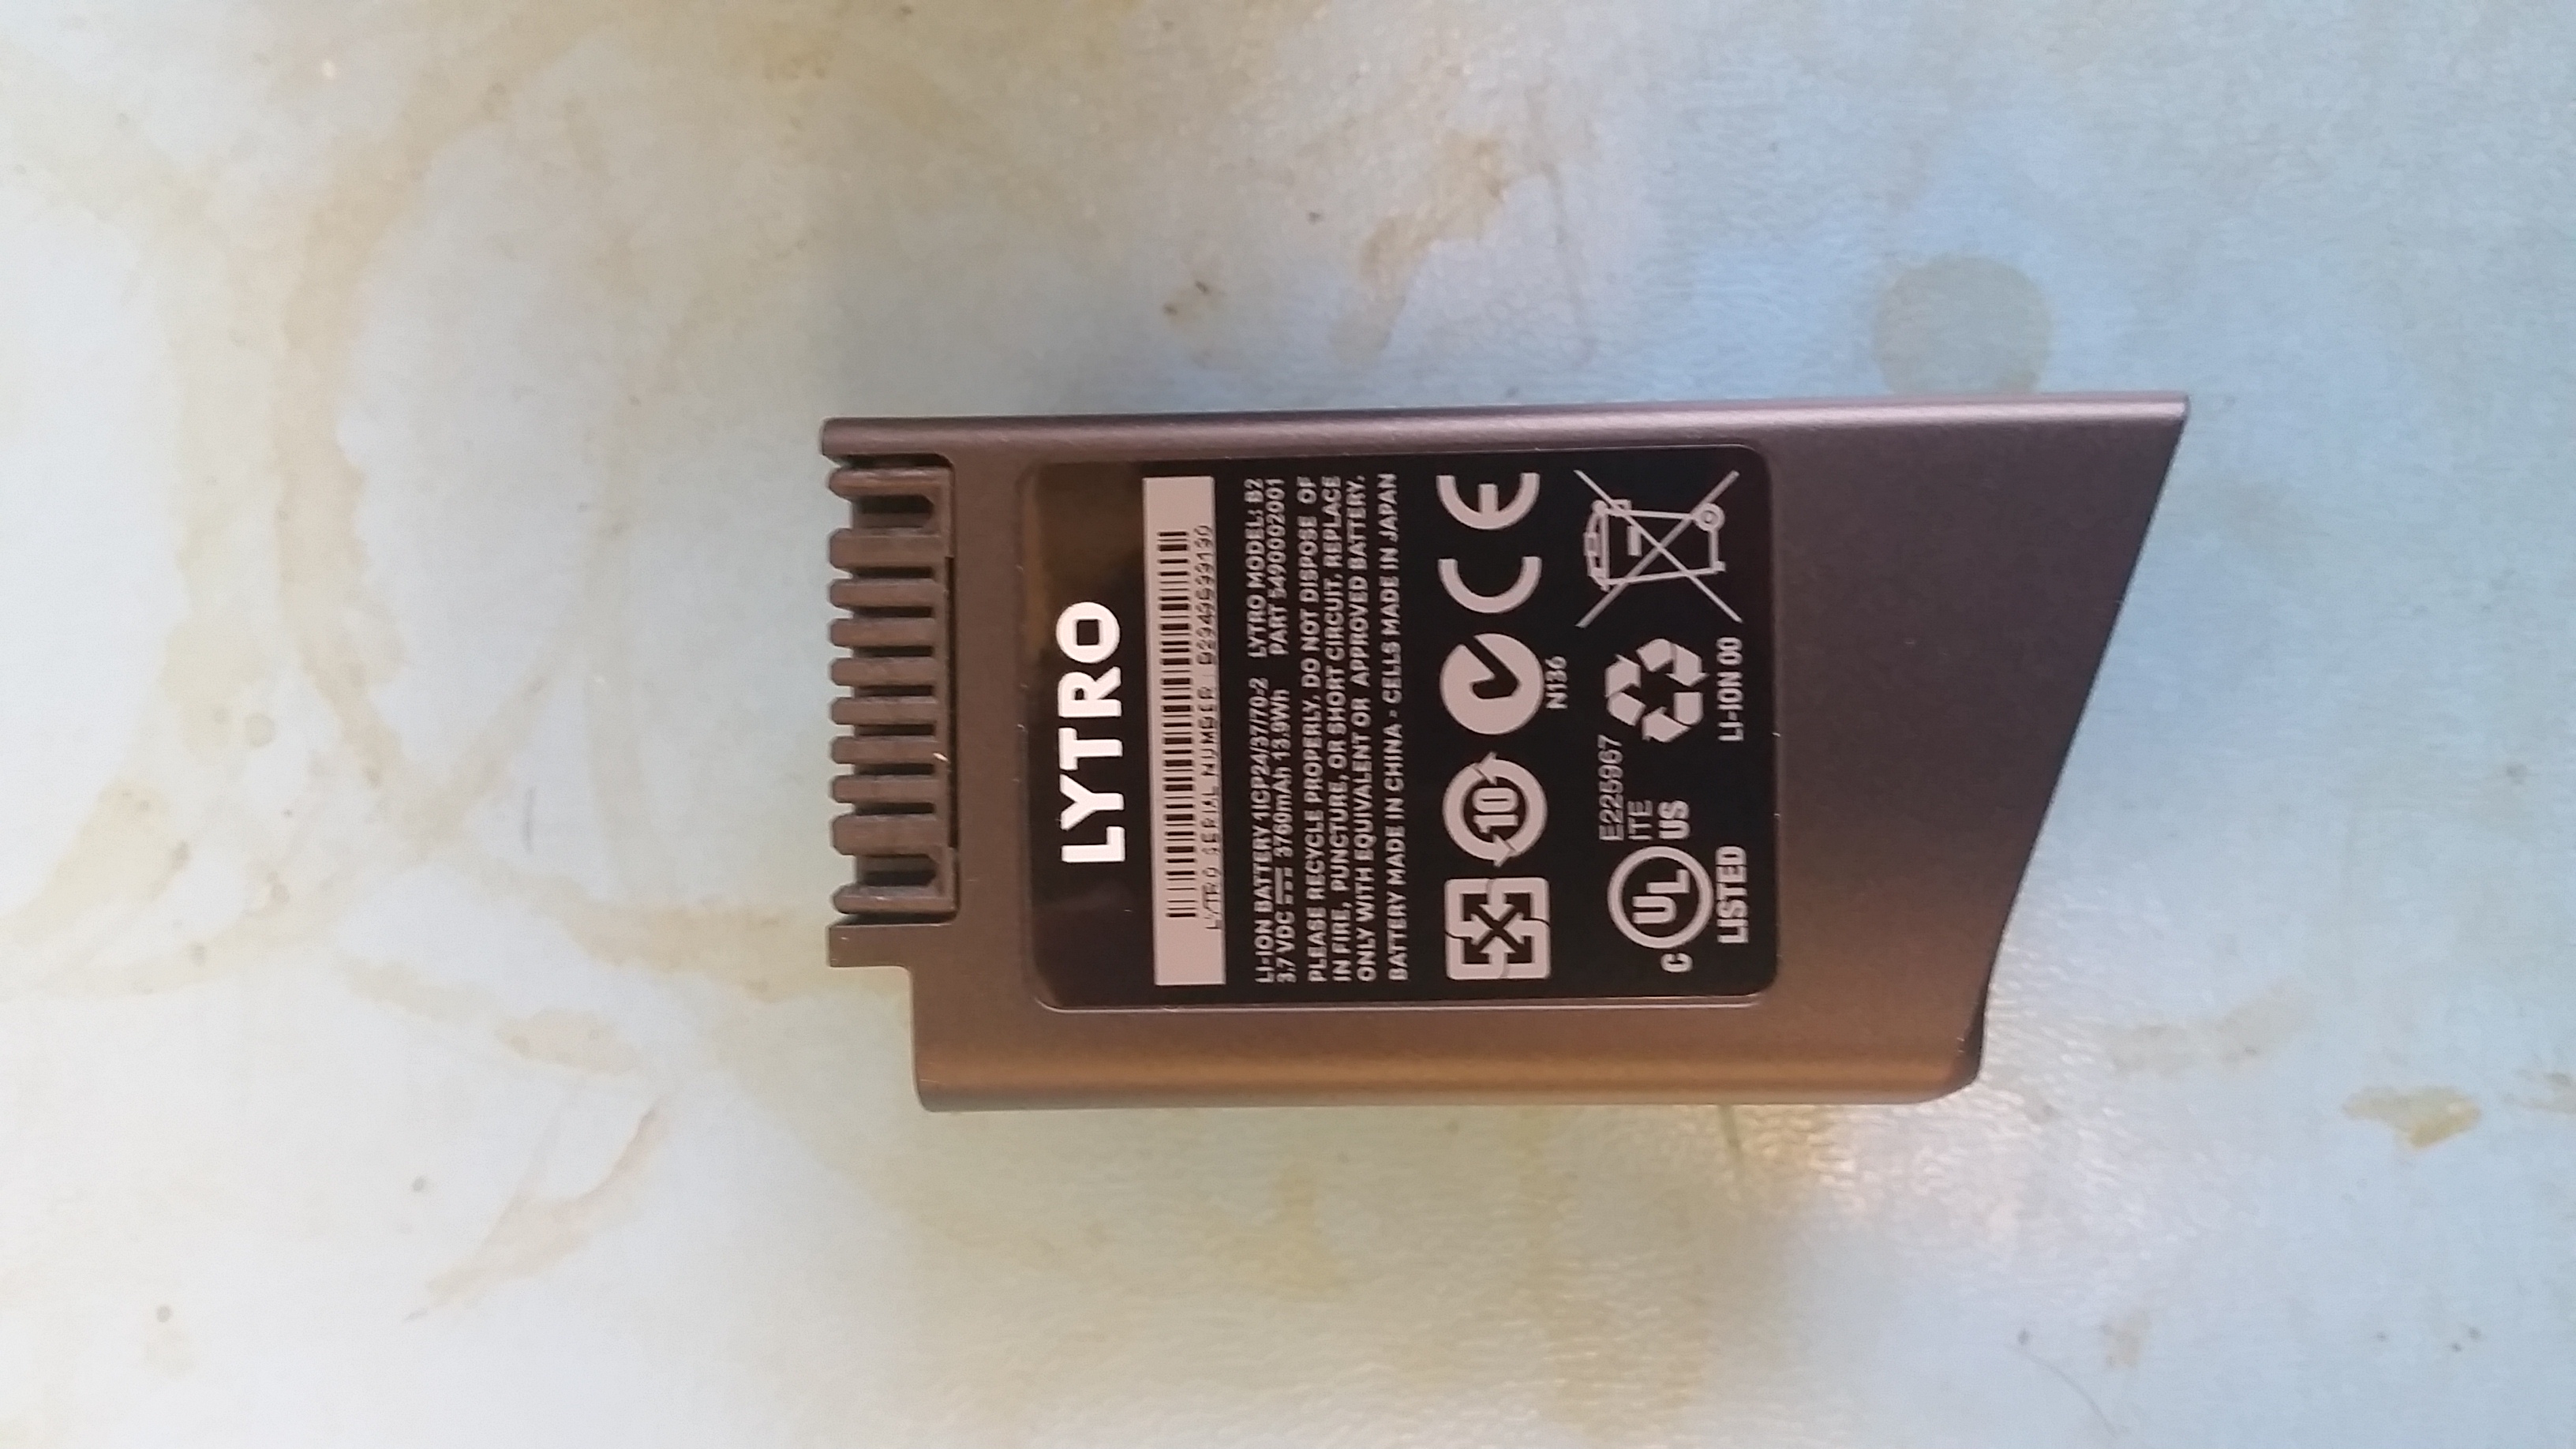 LYTRO
LYTRO SERIAL NUMBER:
LI-ION BATTERY 1ICP24/37/70-2 LYTRO MODEL: B2
3.7 VDC ⎓ 3760mAh 13.9Wh PART 5490002001
PLEASE RECYCLE PROPERLY, DO NOT DISPOSE OF
IN FIRE, PUNCTURE, OR SHORT CIRCUIT. REPLACE
ONLY WITH EQUIVALENT OR APPROVED BATTERY.
BATTERY MADE IN CHINA - CELLS MADE IN JAPAN
10
N136
CE
C UL US
LISTED
E225967
ITE
LI-ION 00